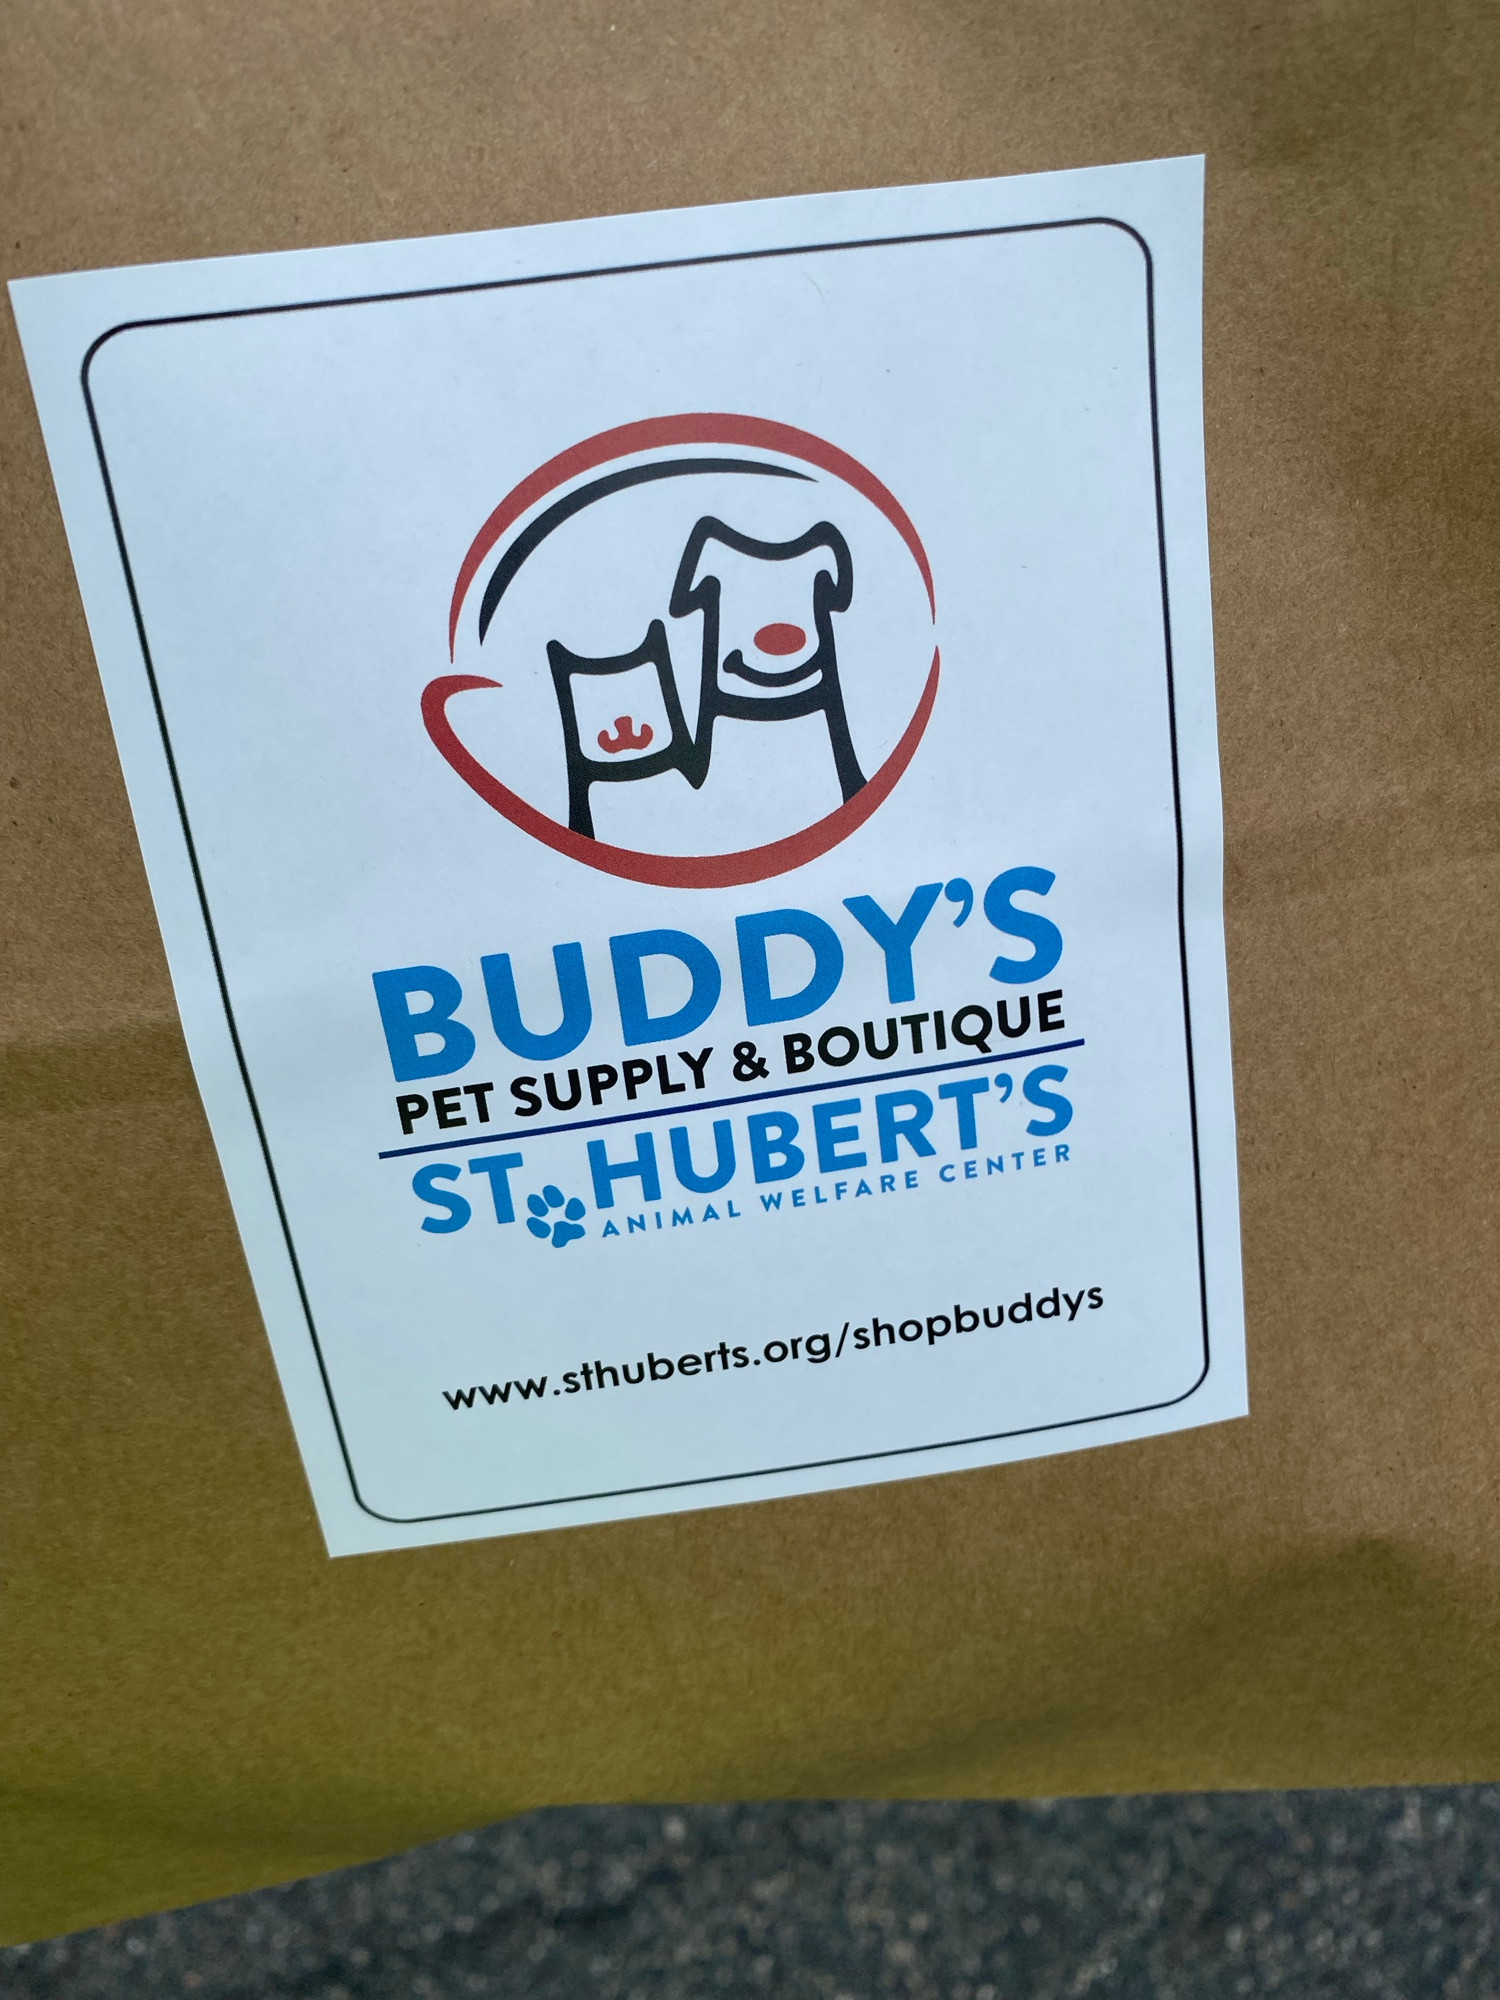 BUDDY'S
PET SUPPLY & BOUTIQUE
ST. HUBERT'S
ANIMAL WELFARE CENTER
www.sthuberts.org/shopbuddys